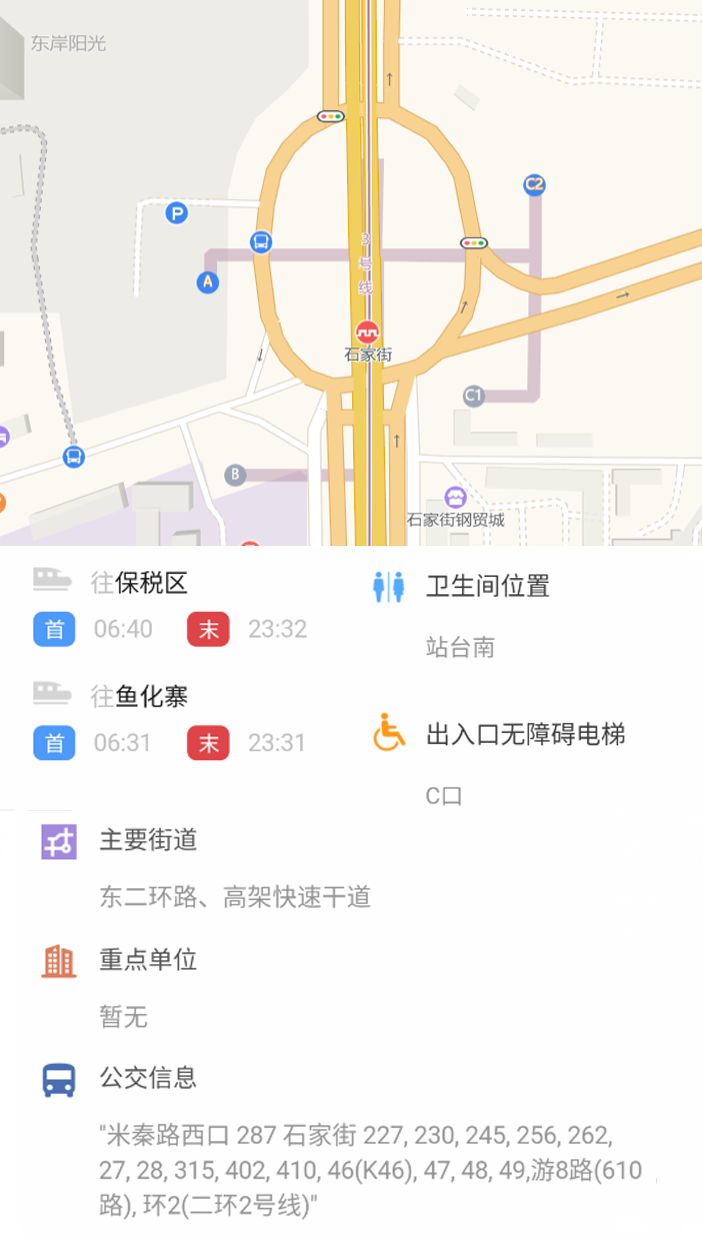 东岸阳光
C2
P
3号线
A
石家街
C1
B
石家街钢贸城
往保税区
首 06:40 末 23:32
往鱼化寨
首 06:31 末 23:31
卫生间位置
站台南
出入口无障碍电梯
C口
主要街道
东二环路、高架快速干道
重点单位
暂无
公交信息
"米秦路西口 287 石家街 227, 230, 245, 256, 262,
27, 28, 315, 402, 410, 46(K46), 47, 48, 49,游8路(610
路), 环2(二环2号线)"